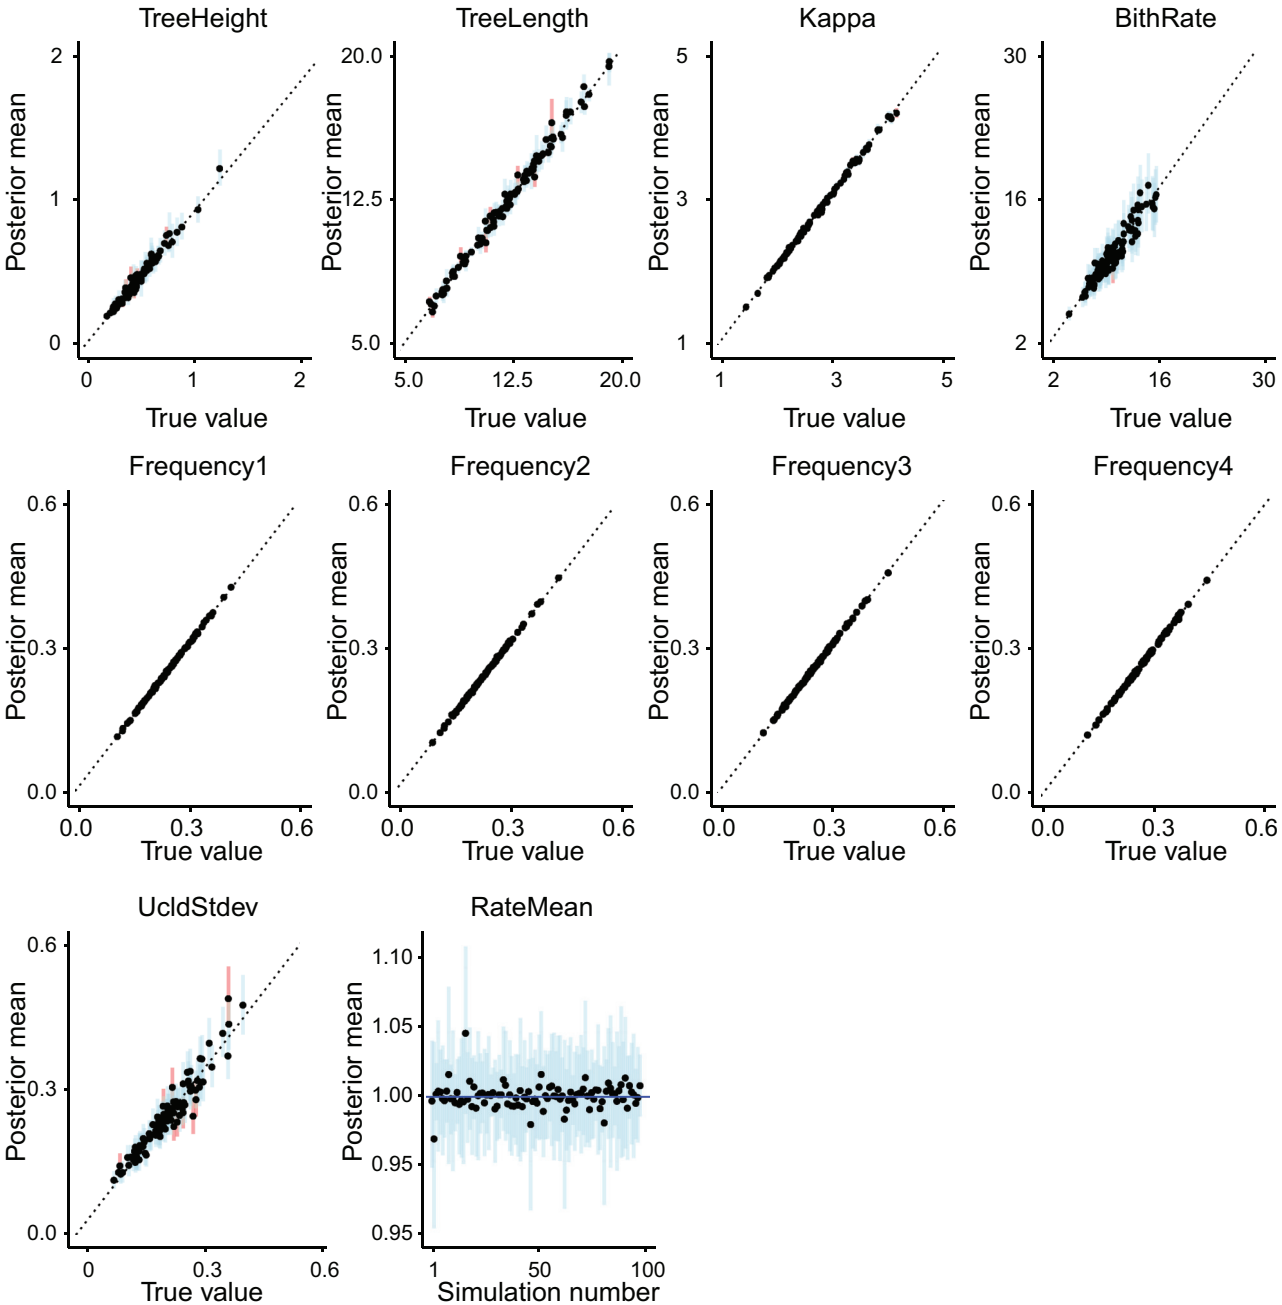 TreeHeight TreeLength Kappa BithRate
Posterior mean Posterior mean Posterior mean Posterior mean
2 20.0 5 30
1 12.5 3 16
0 5.0 1 2
0 1 2 5.0 12.5 20.0 1 3 5 2 16 30
True value True value True value True value
Frequency1 Frequency2 Frequency3 Frequency4
Posterior mean Posterior mean Posterior mean Posterior mean
0.6 0.6 0.6 0.6
0.3 0.3 0.3 0.3
0.0 0.0 0.0 0.0
0.0 0.3 0.6 0.0 0.3 0.6 0.0 0.3 0.6 0.0 0.3 0.6
True value True value True value True value
UcldStdev RateMean
Posterior mean Posterior mean
0.6 1.10
1.05
0.3 1.00
0.95
0.0 0.95
0 0.3 0.6 1 50 100
True value Simulation number